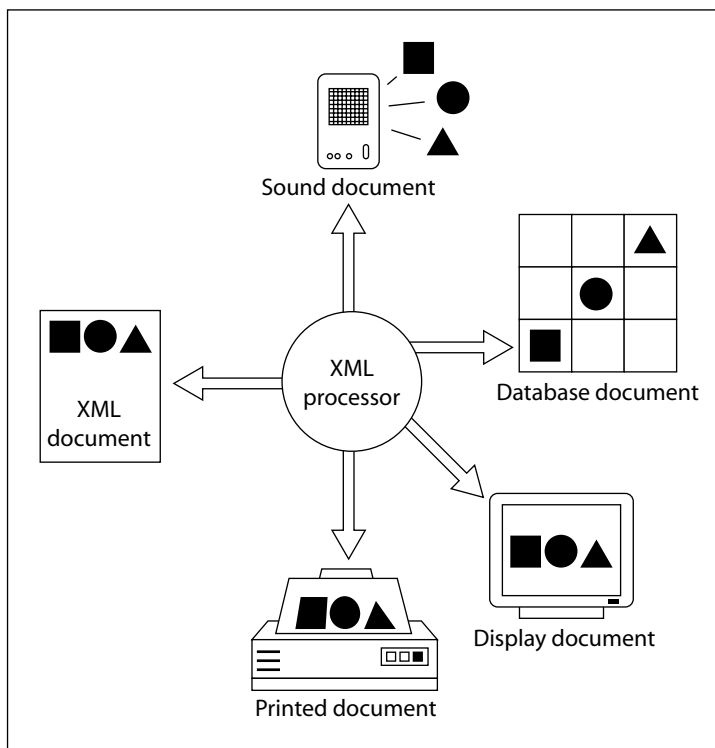 Sound document
XML
document
XML
processor
Database document
Display document
Printed document